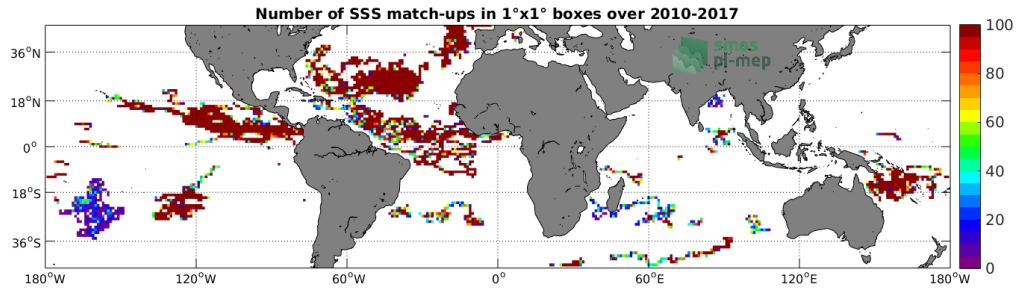 Number of SSS match-ups in 1°x1° boxes over 2010-2017
36°N
18°N
0°
18°S
36°S
180°W
120°W
60°W
0°
60°E
120°E
180°W
100
80
60
40
20
0
smos
pi-mep